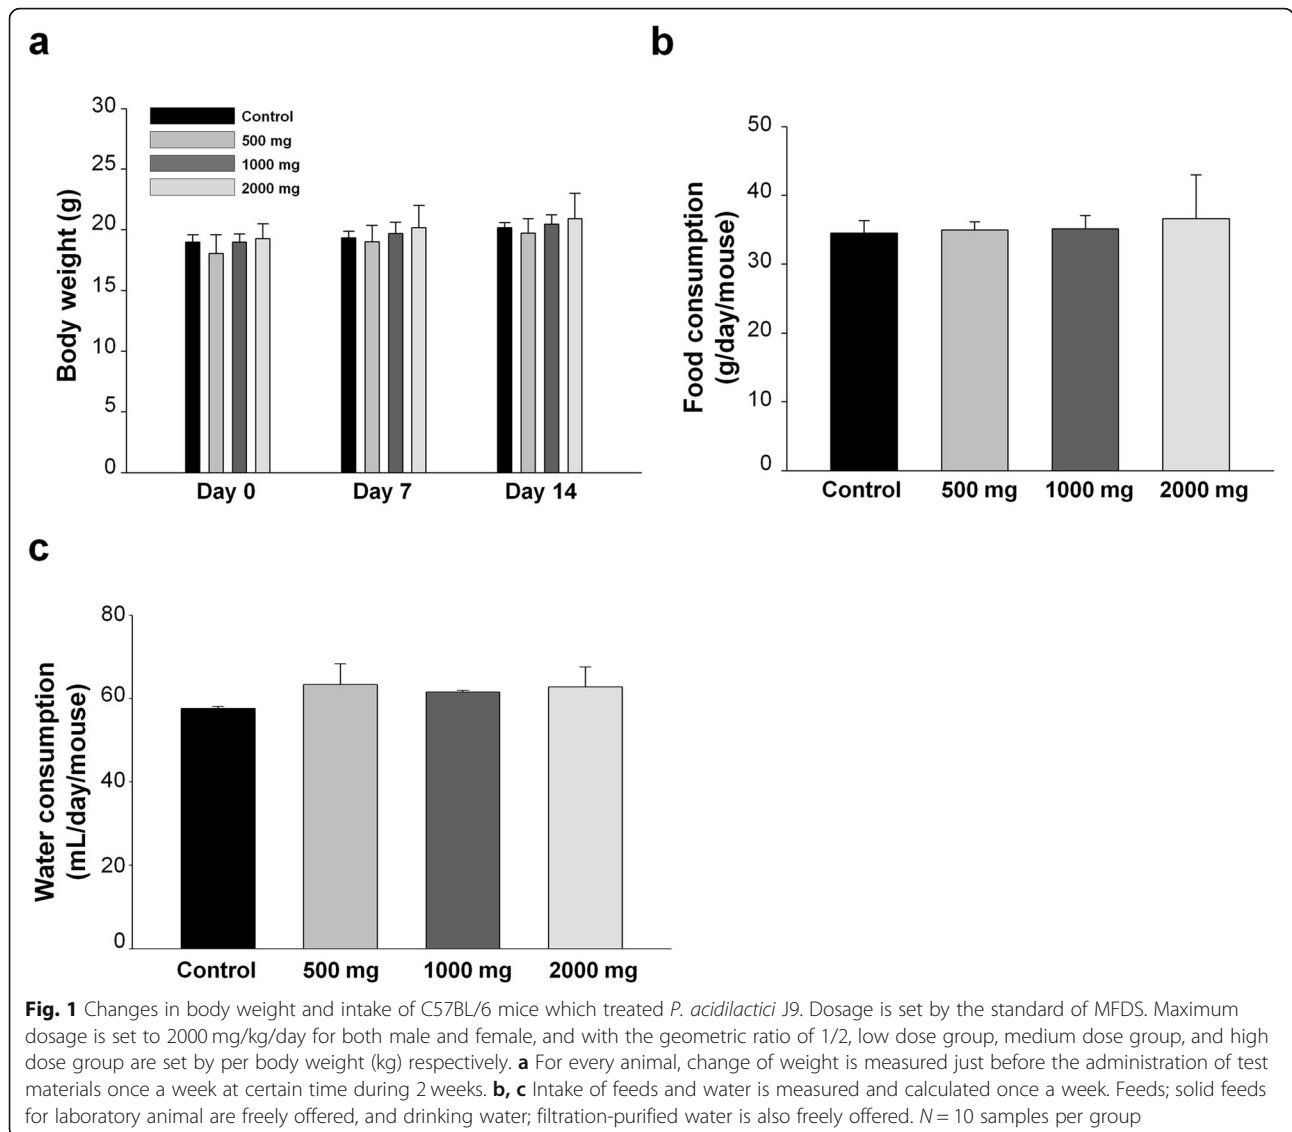 a
30
25
20
15
10
5
0
Body weight (g)
Control
500 mg
1000 mg
2000 mg
Day 0 Day 7 Day 14
b
50
40
30
20
10
0
Food consumption
(g/day/mouse)
Control 500 mg 1000 mg 2000 mg
c
80
60
40
20
0
Water consumption
(mL/day/mouse)
Control 500 mg 1000 mg 2000 mg
Fig. 1 Changes in body weight and intake of C57BL/6 mice which treated P. acidilactici J9. Dosage is set by the standard of MFDS. Maximum
dosage is set to 2000 mg/kg/day for both male and female, and with the geometric ratio of 1/2, low dose group, medium dose group, and high
dose group are set by per body weight (kg) respectively. a For every animal, change of weight is measured just before the administration of test
materials once a week at certain time during 2 weeks. b, c Intake of feeds and water is measured and calculated once a week. Feeds; solid feeds
for laboratory animal are freely offered, and drinking water; filtration-purified water is also freely offered. N = 10 samples per group